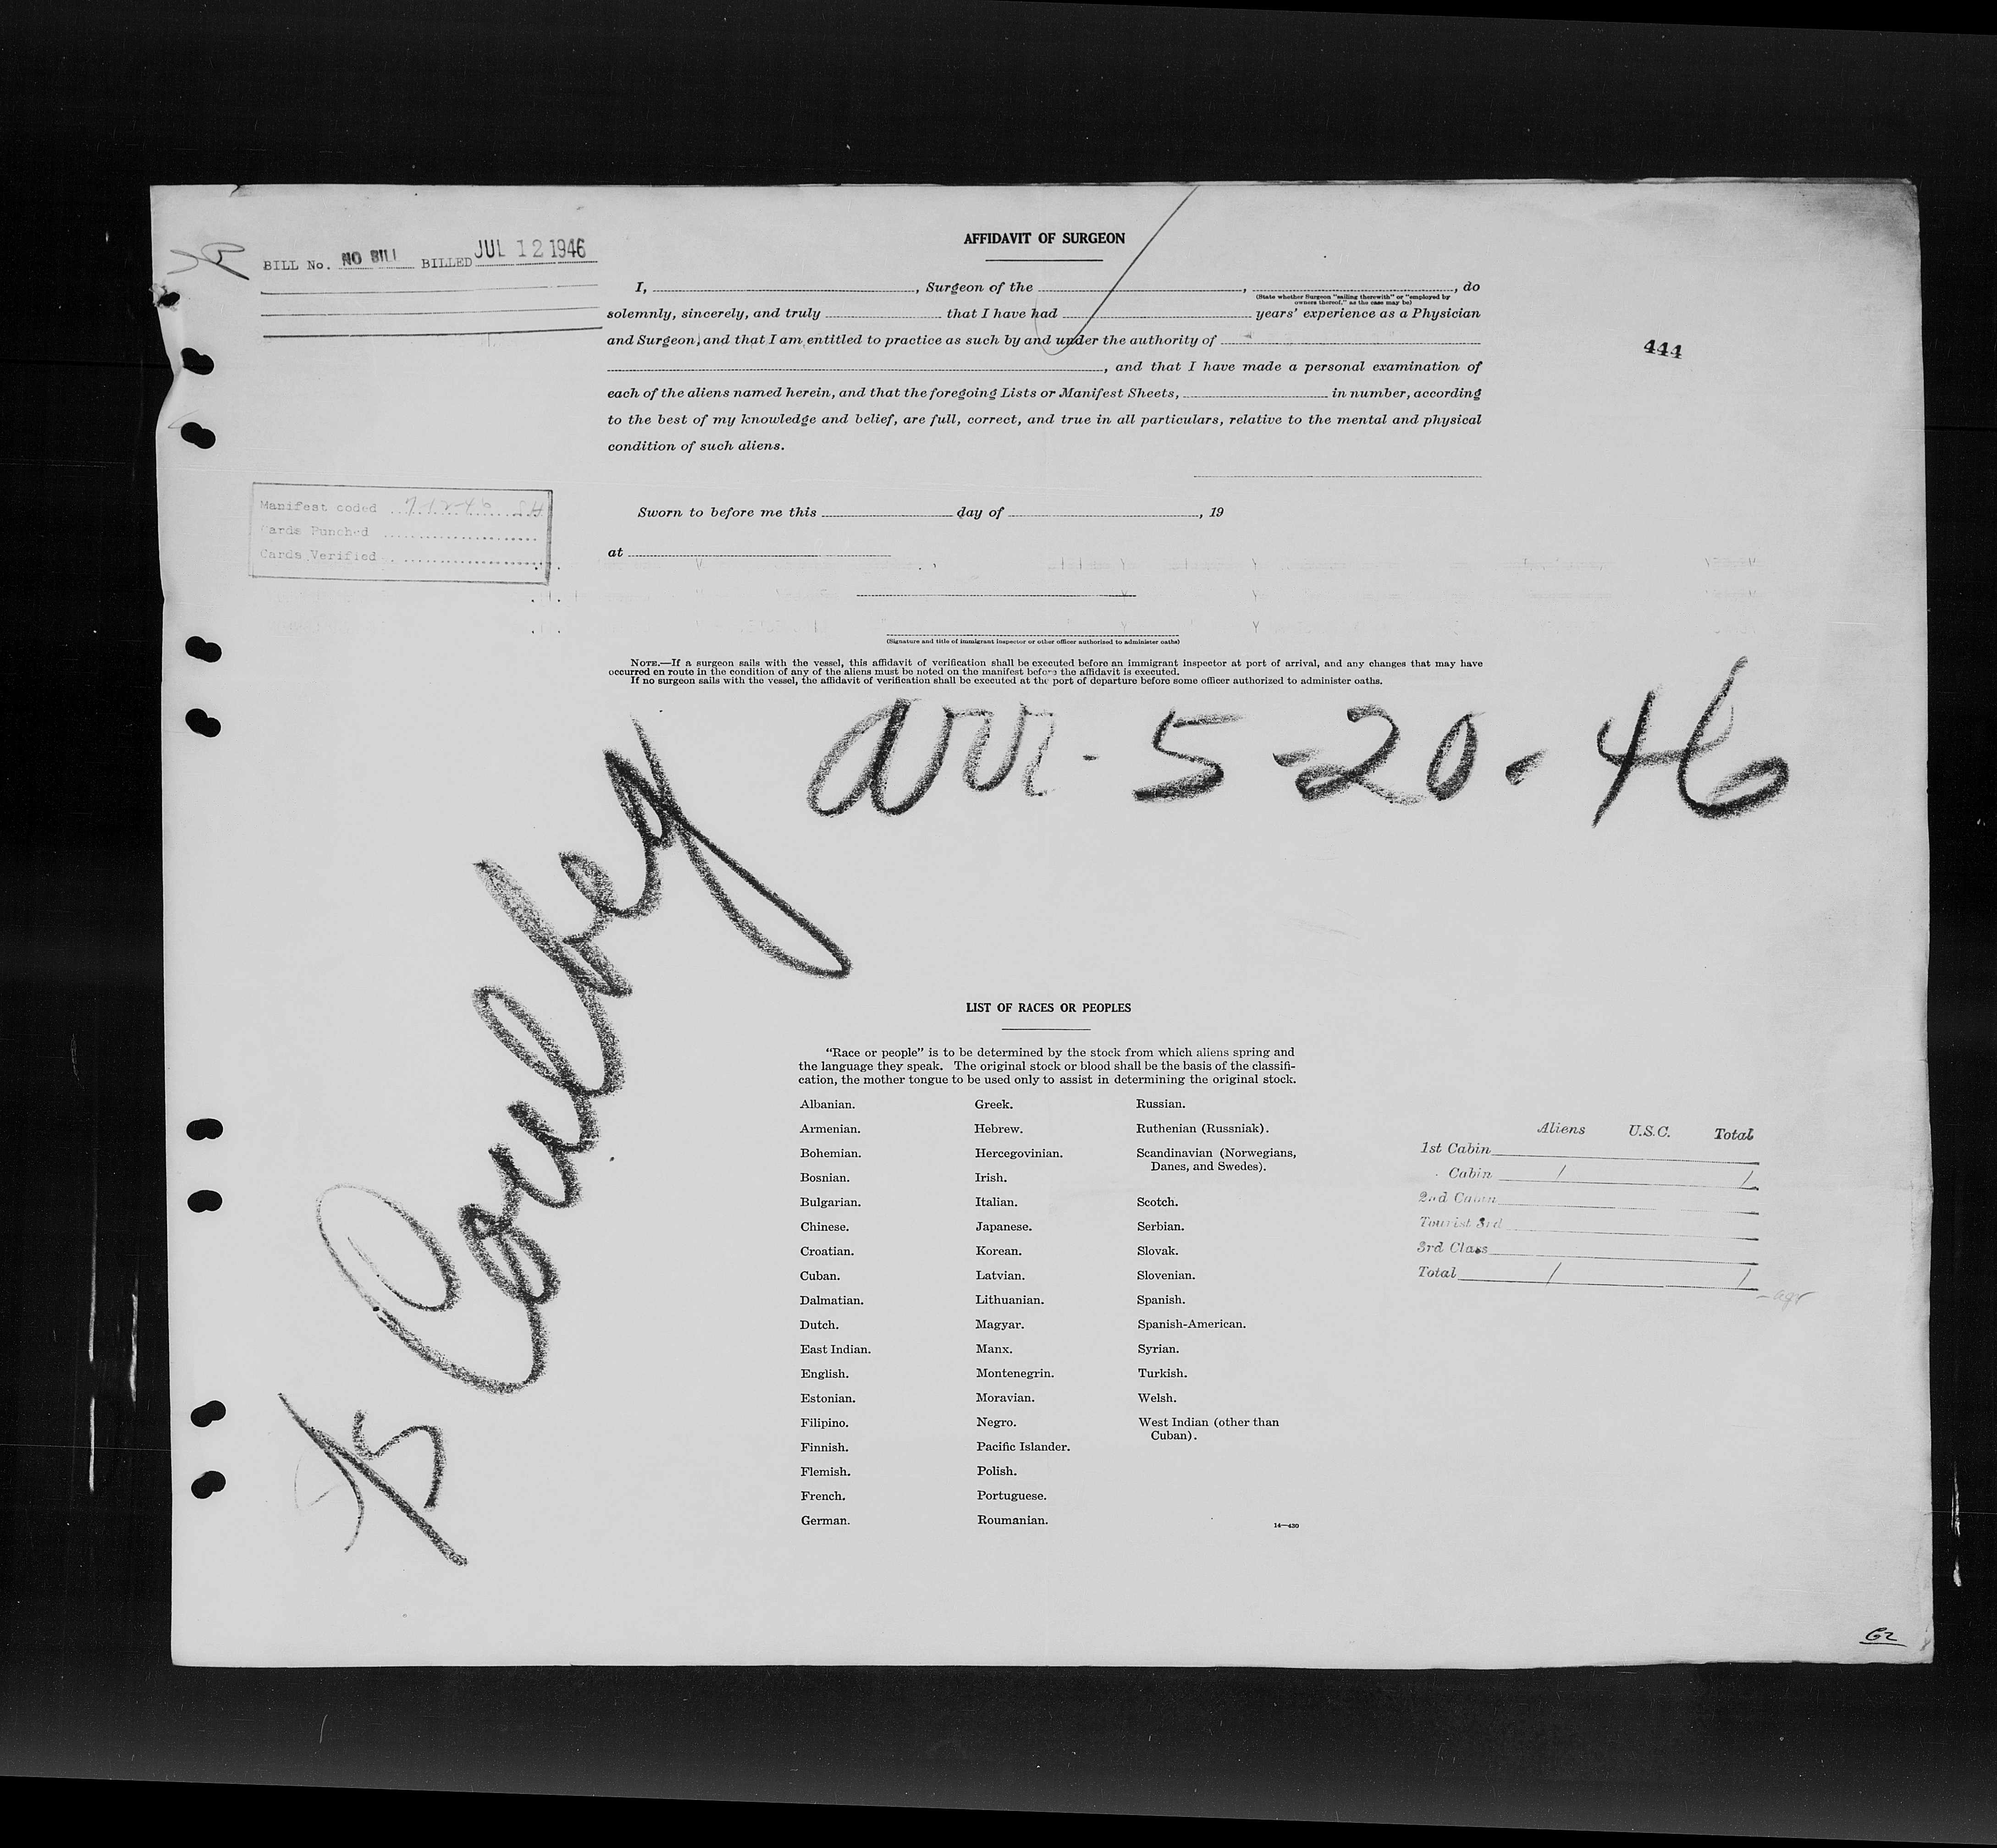 AFFIDAVIT OF SURGEON
BILL No. NO BILL BILLED JUL 12 1946
I, , Surgeon of the , , do
(State whether Surgeon "sailing therewith" or "employed by
owners thereof," as the case may be)
solemnly, sincerely, and truly that I have had years' experience as a Physician
and Surgeon, and that I am entitled to practice as such by and under the authority of
444
, and that I have made a personal examination of
each of the aliens named herein, and that the foregoing Lists or Manifest Sheets, in number, according
to the best of my knowledge and belief, are full, correct, and true in all particulars, relative to the mental and physical
condition of such aliens.
Manifest coded 7-12-46
Cards Punched
Cards Verified
Sworn to before me this day of , 19
at
(Signature and title of immigrant inspector or other officer authorized to administer oaths)
NOTE.—If a surgeon sails with the vessel, this affidavit of verification shall be executed before an immigrant inspector at port of arrival, and any changes that may have
occurred en route in the condition of any of the aliens must be noted on the manifest before the affidavit is executed.
If no surgeon sails with the vessel, the affidavit of verification shall be executed at the port of departure before some officer authorized to administer oaths.
arr - 5-20-46
LIST OF RACES OR PEOPLES
"Race or people" is to be determined by the stock from which aliens spring and
the language they speak. The original stock or blood shall be the basis of the classifi-
cation, the mother tongue to be used only to assist in determining the original stock.
Albanian.
Armenian.
Bohemian.
Bosnian.
Bulgarian.
Chinese.
Croatian.
Cuban.
Dalmatian.
Dutch.
East Indian.
English.
Estonian.
Filipino.
Finnish.
Flemish.
French.
German.
Greek.
Hebrew.
Hercegovinian.
Irish.
Italian.
Japanese.
Korean.
Latvian.
Lithuanian.
Magyar.
Manx.
Montenegrin.
Moravian.
Negro.
Pacific Islander.
Polish.
Portuguese.
Roumanian.
Russian.
Ruthenian (Russniak).
Scandinavian (Norwegians,
Danes, and Swedes).
Scotch.
Serbian.
Slovak.
Slovenian.
Spanish.
Spanish-American.
Syrian.
Turkish.
Welsh.
West Indian (other than
Cuban).
14—430
Aliens U.S.C. Total
1st Cabin
Cabin 1 1
2nd Cabin
Tourist 3rd
3rd Class
Total 1 1
62